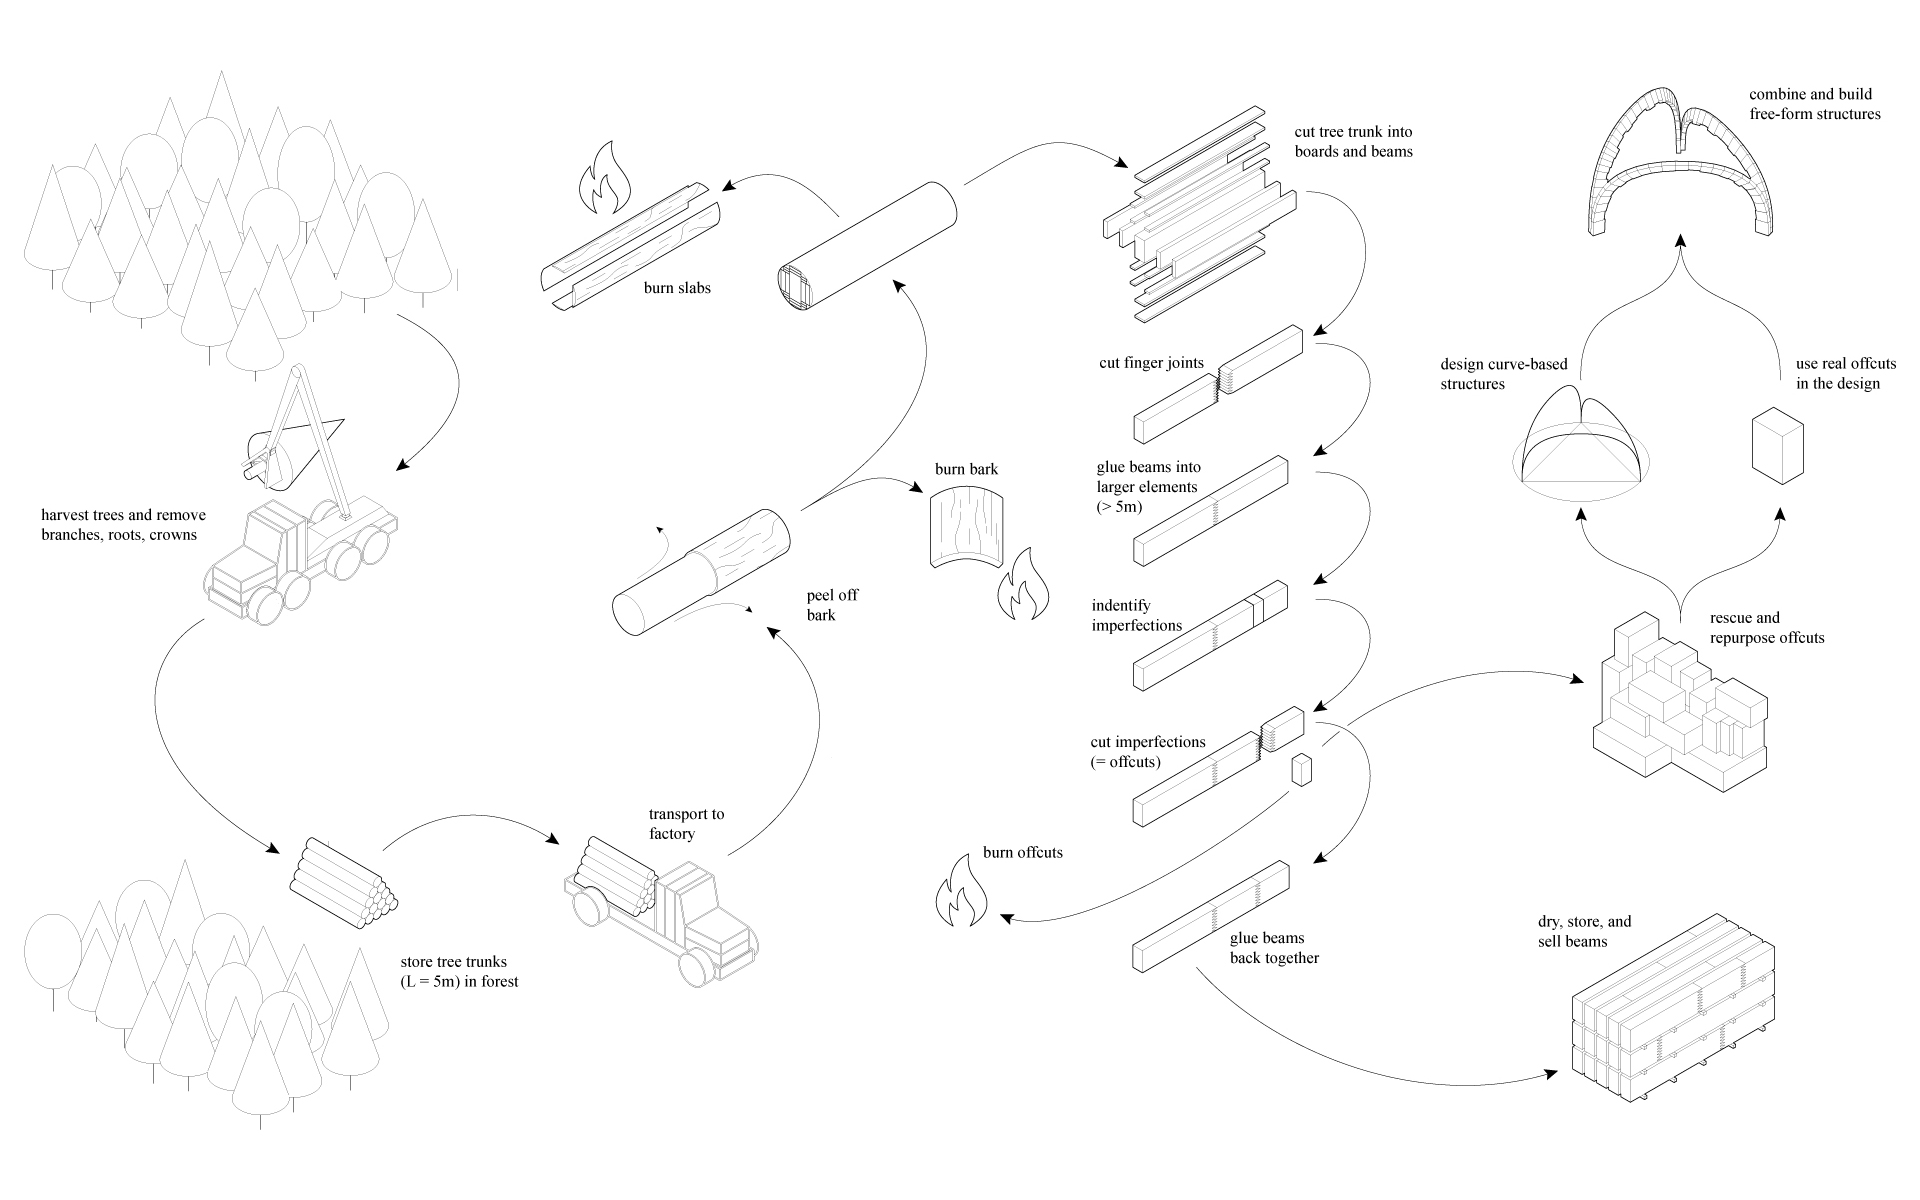 harvest trees and remove
branches, roots, crowns
store tree trunks
(L = 5m) in forest
transport to
factory
peel off
bark
burn bark
burn slabs
cut tree trunk into
boards and beams
cut finger joints
glue beams into
larger elements
(> 5m)
indentify
imperfections
cut imperfections
(= offcuts)
burn offcuts
glue beams
back together
dry, store, and
sell beams
rescue and
repurpose offcuts
design curve-based
structures
use real offcuts
in the design
combine and build
free-form structures